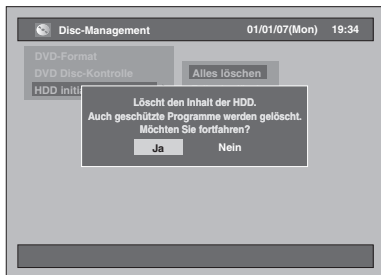 Disc-Management 01/01/07(Mon) 19:34
DVD-Format
DVD Disc-Kontrolle
Alles löschen
HDD
Löscht den Inhalt der HDD.
Auch geschützte Programme werden gelöscht.
Möchten Sie fortfahren?
Ja Nein